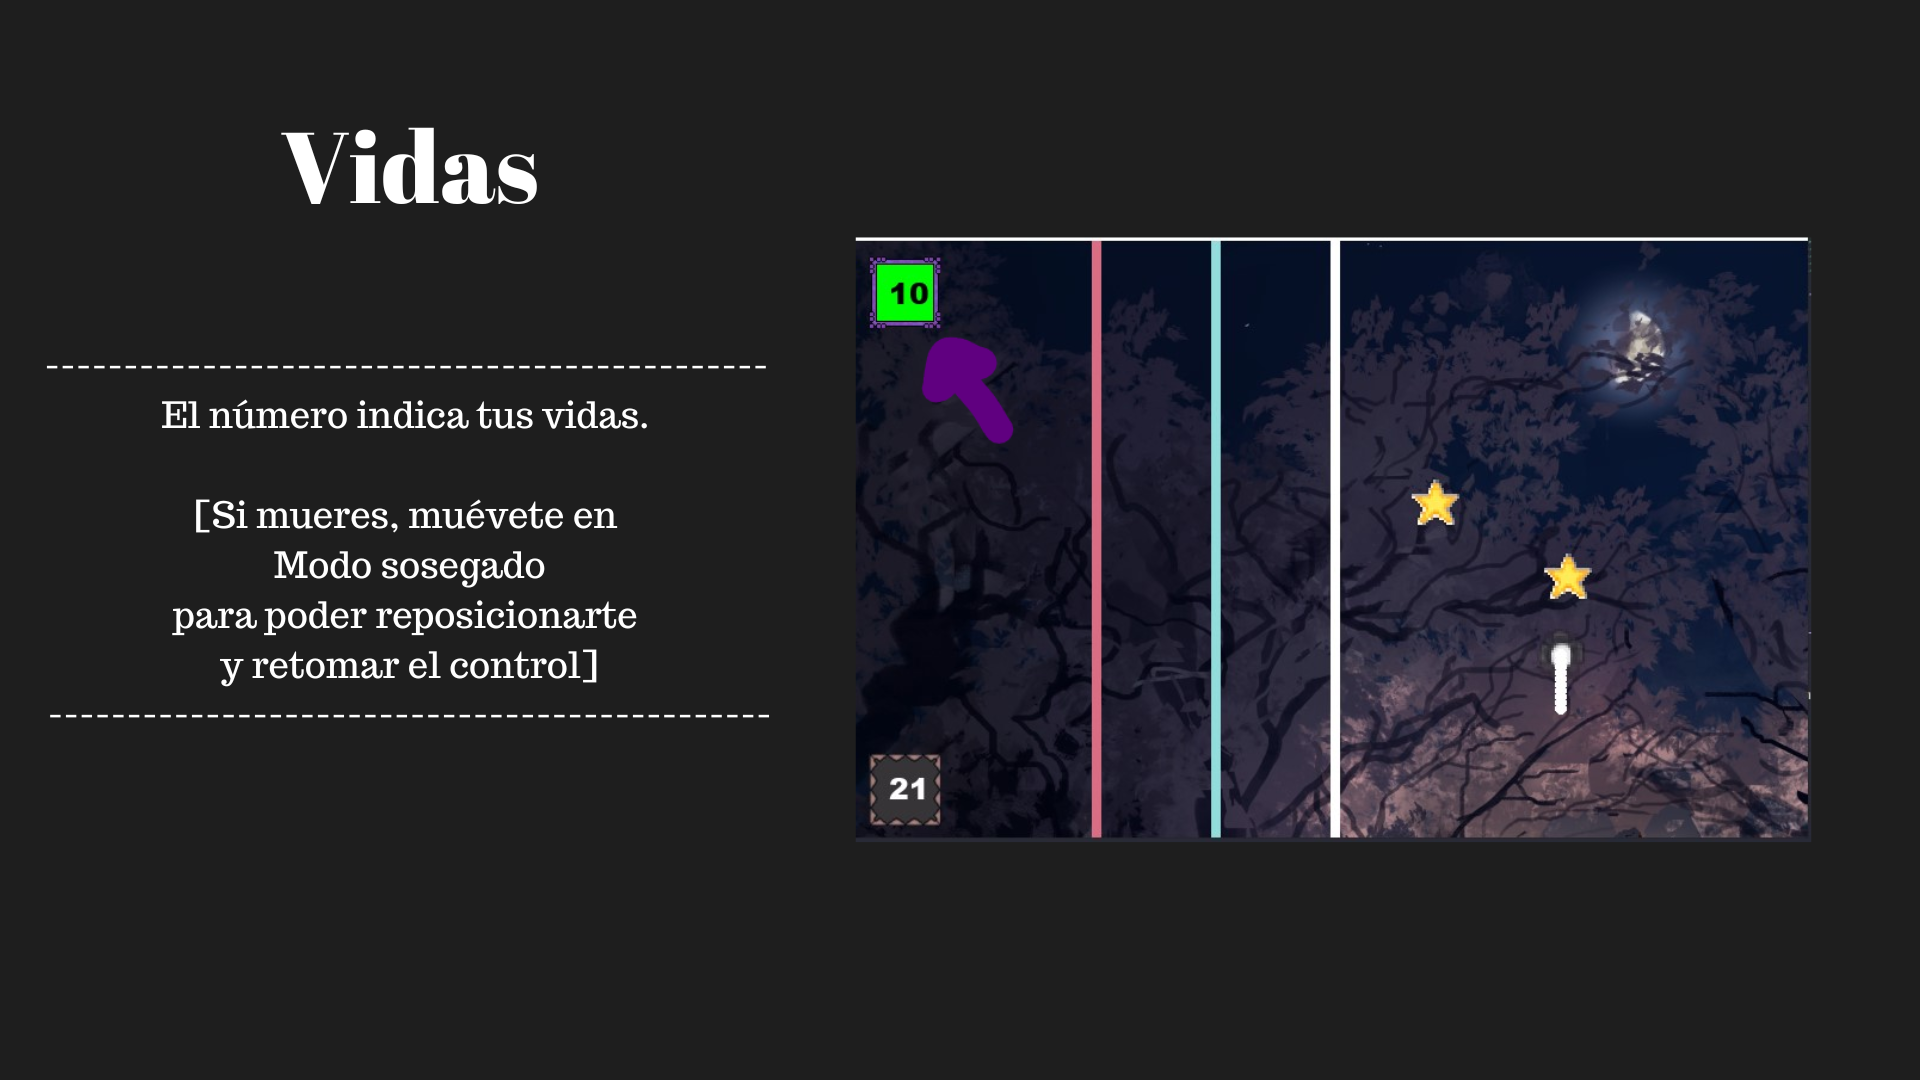 Vidas
El número indica tus vidas.
[Si mueres, muévete en
Modo sosegado
para poder reposicionarte
y retomar el control]
10
21